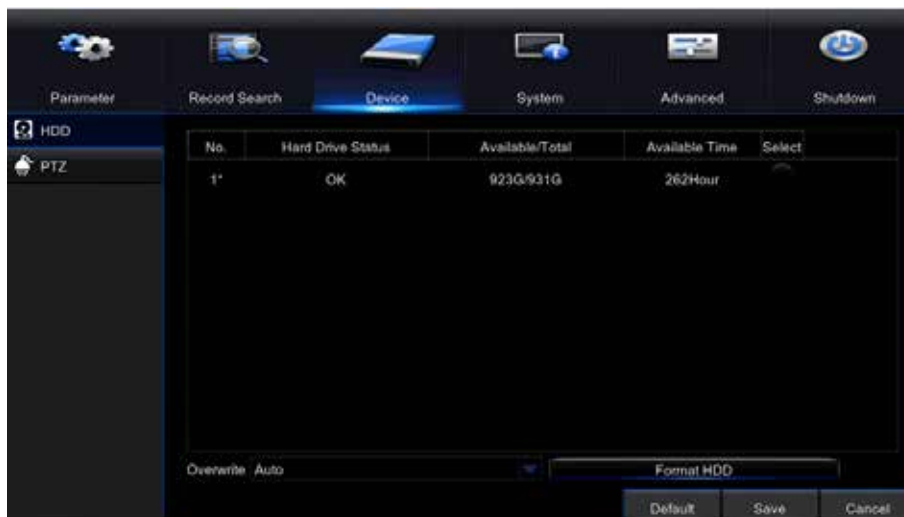 Parameter Record Search Device System Advanced Shutdown
HDD
PTZ
No. Hard Drive Status Available/Total Available Time Select
1* OK 923G/931G 262Hour
Overwrite Auto Format HDD
Default Save Cancel